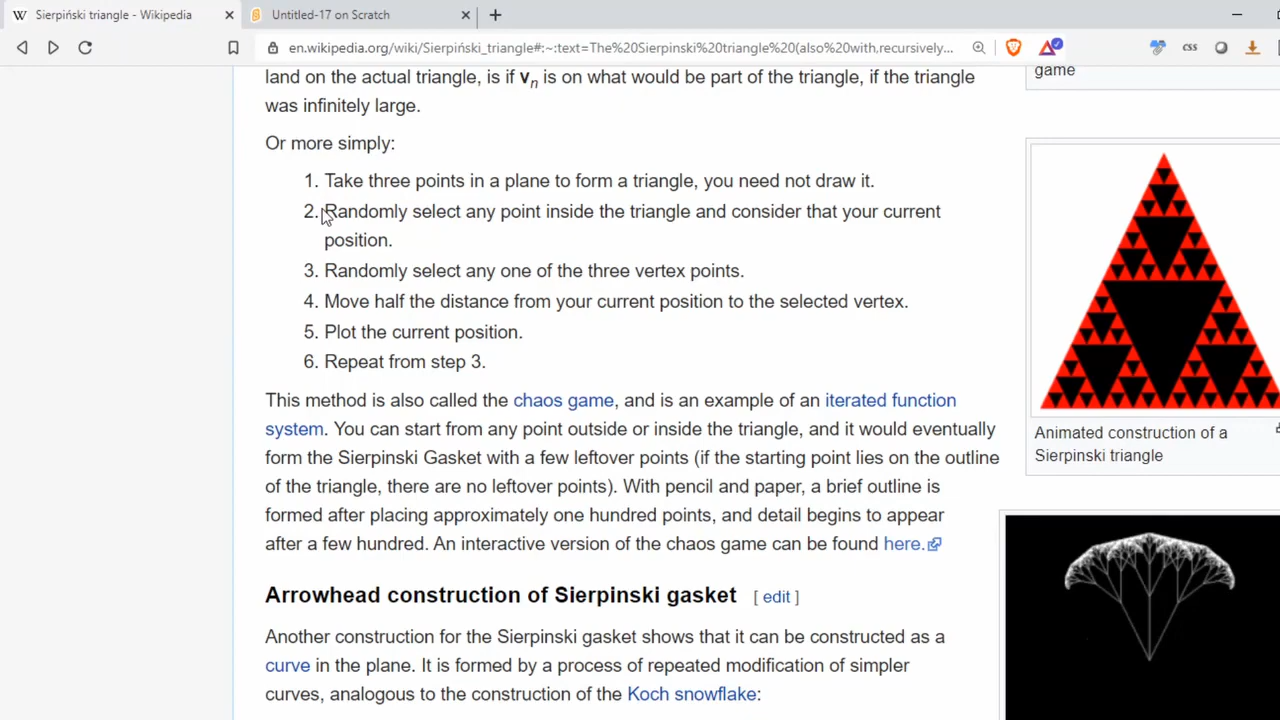 Sierpiński triangle - Wikipedia
Untitled-17 on Scratch
en.wikipedia.org/wiki/Sierpiński_triangle#:~:text=The%20Sierpinski%20triangle%20(also%20with,recursively...
CSS
land on the actual triangle, is if vn is on what would be part of the triangle, if the triangle
was infinitely large.
game
Or more simply:
1. Take three points in a plane to form a triangle, you need not draw it.
2. Randomly select any point inside the triangle and consider that your current
position.
3. Randomly select any one of the three vertex points.
4. Move half the distance from your current position to the selected vertex.
5. Plot the current position.
6. Repeat from step 3.
This method is also called the chaos game, and is an example of an iterated function
system. You can start from any point outside or inside the triangle, and it would eventually
form the Sierpinski Gasket with a few leftover points (if the starting point lies on the outline
of the triangle, there are no leftover points). With pencil and paper, a brief outline is
formed after placing approximately one hundred points, and detail begins to appear
after a few hundred. An interactive version of the chaos game can be found here.
Animated construction of a
Sierpinski triangle
Arrowhead construction of Sierpinski gasket [ edit ]
Another construction for the Sierpinski gasket shows that it can be constructed as a
curve in the plane. It is formed by a process of repeated modification of simpler
curves, analogous to the construction of the Koch snowflake: